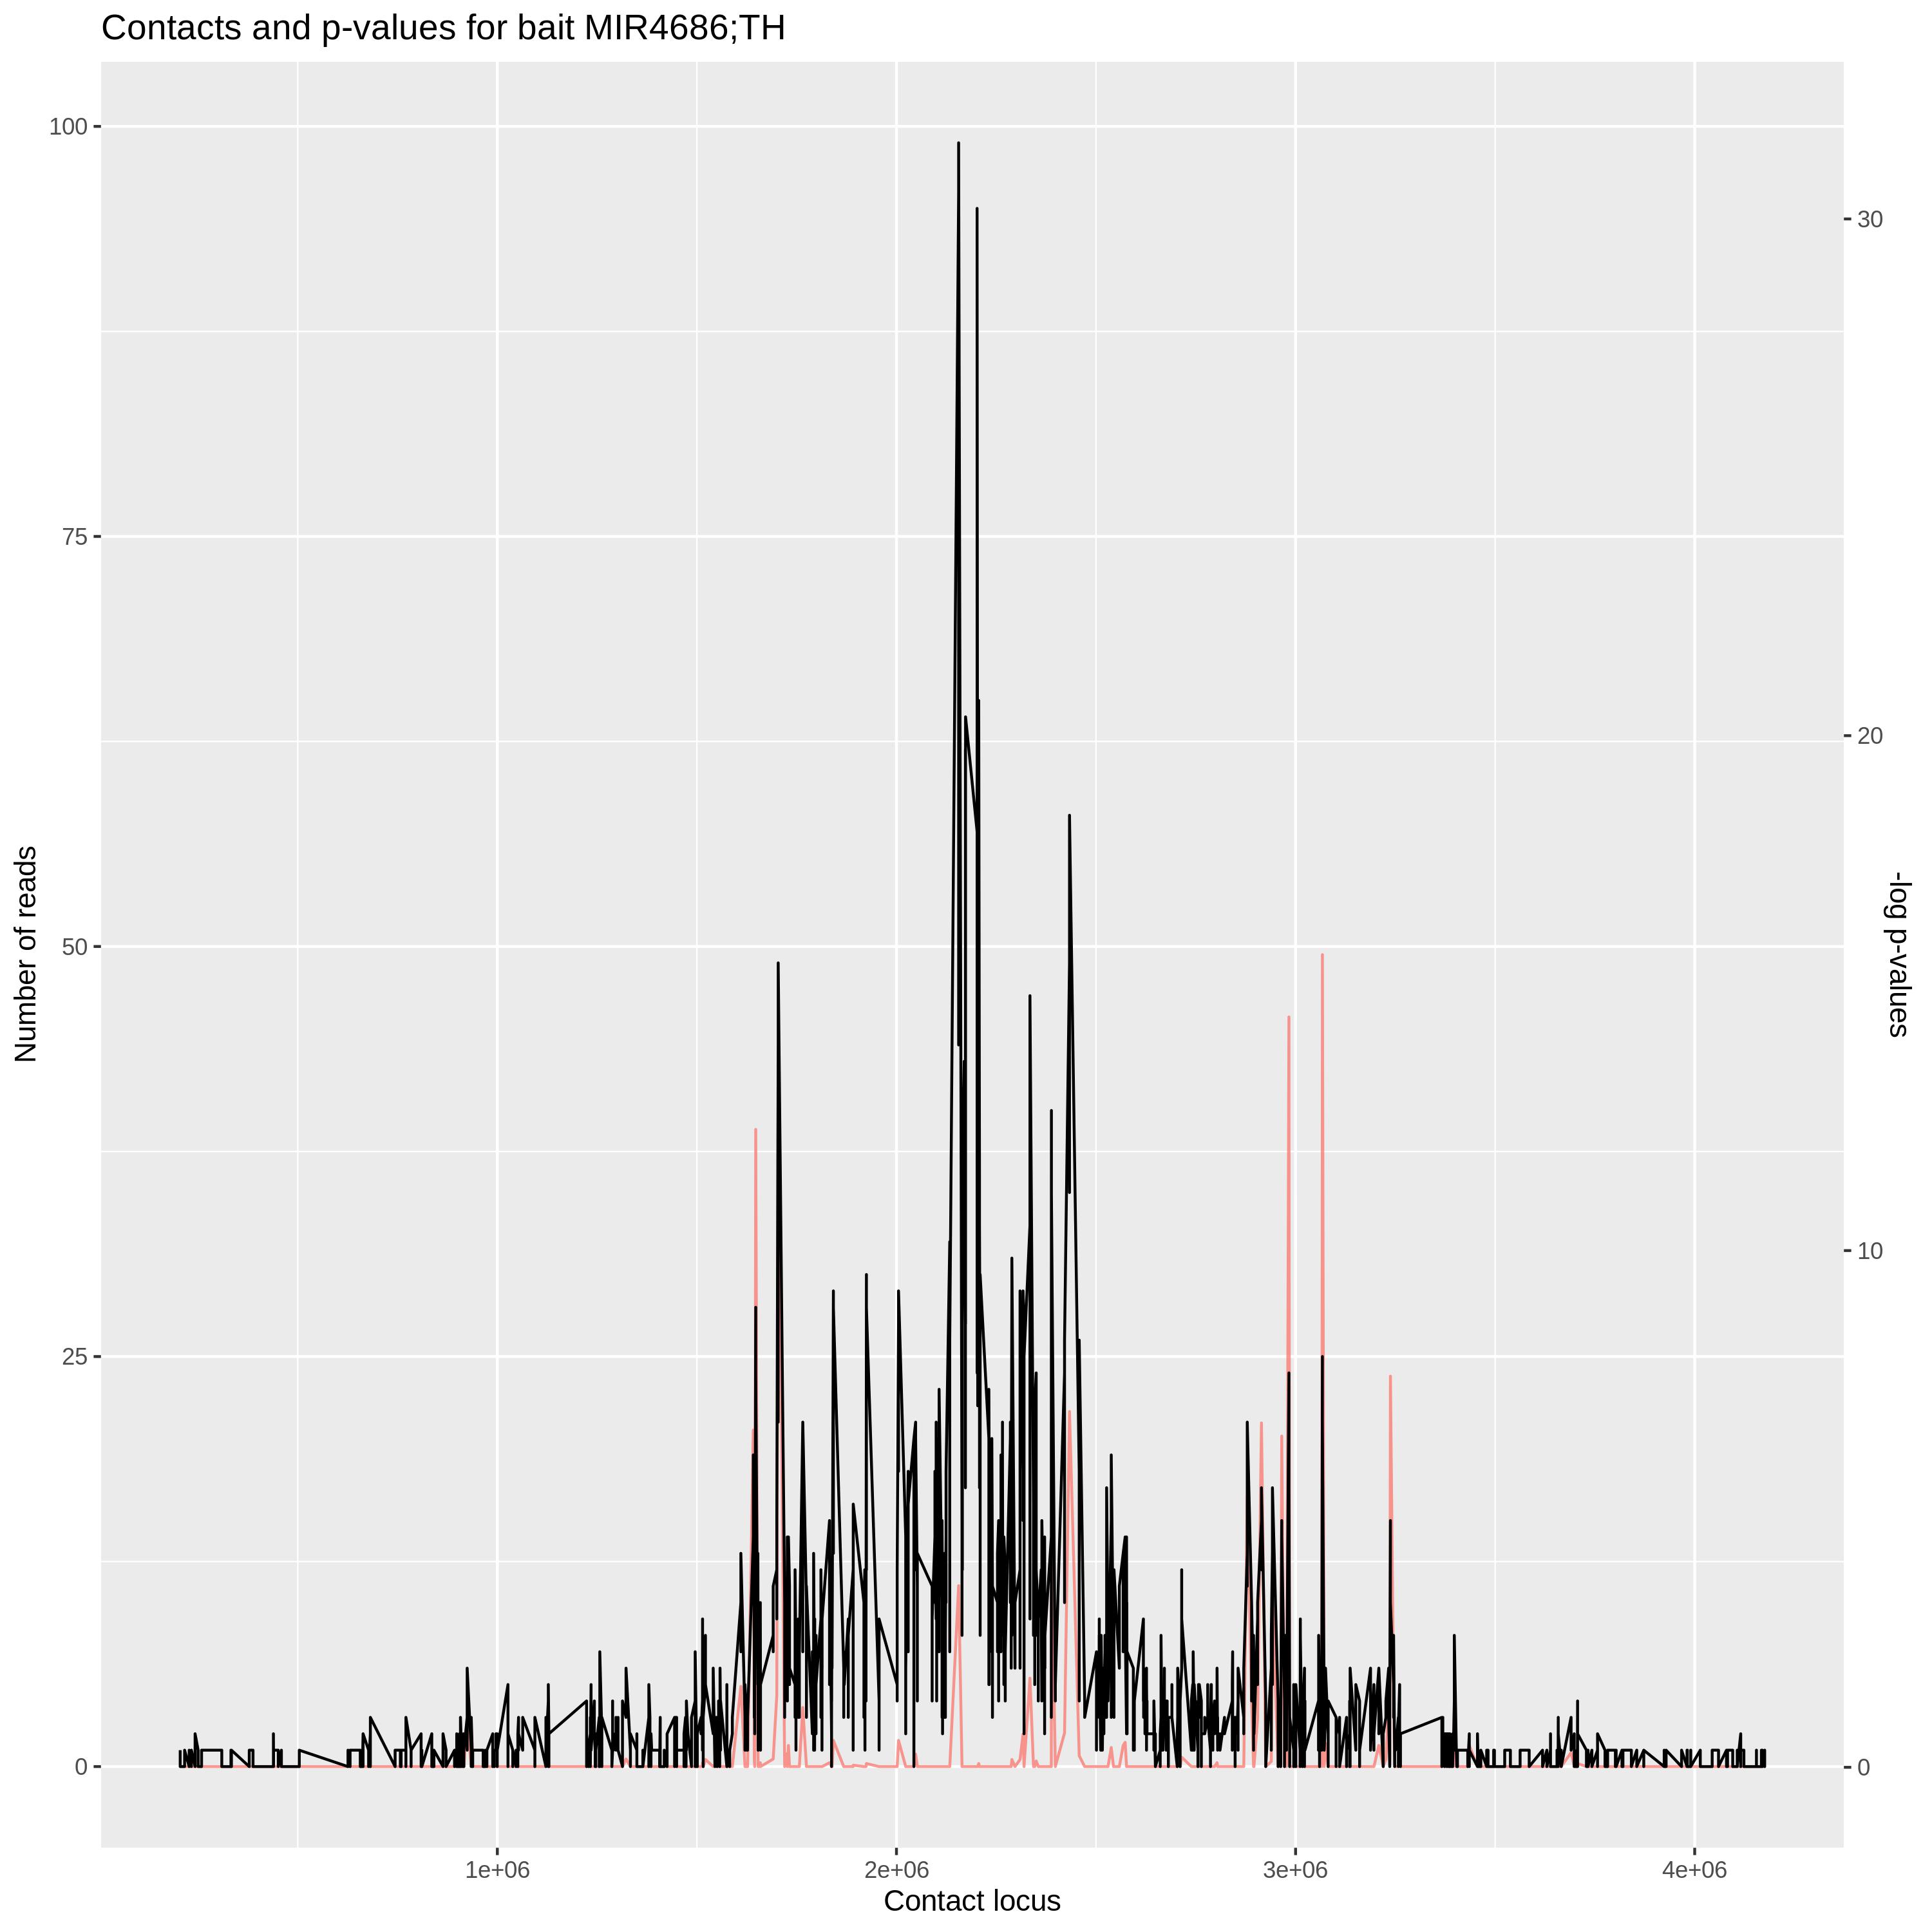 Contacts and p-values for bait MIR4686;TH
100
75
50
25
0
Number of reads
30
20
10
0
-log p-values
1e+06
2e+06
3e+06
4e+06
Contact locus